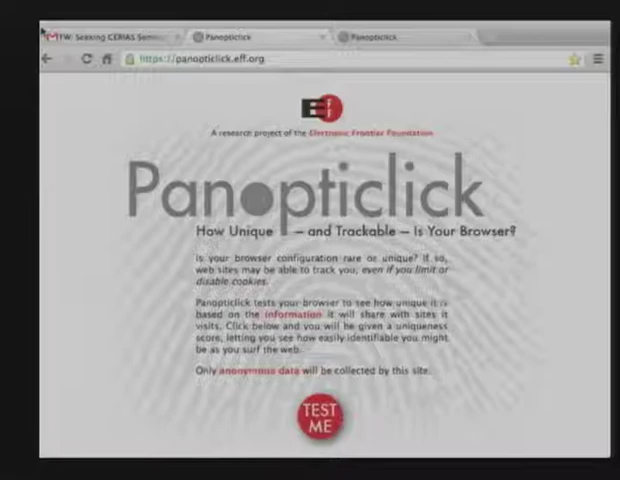 FW: Seeking CERIAS Semin
Panopticlick
Panopticlick
https://panopticlick.eff.org
EFF
A research project of the Electronic Frontier Foundation
Panopticlick
How Unique — and Trackable — Is Your Browser?
Is your browser configuration rare or unique? If so,
web sites may be able to track you, even if you limit or
disable cookies.
Panopticlick tests your browser to see how unique it is
based on the information it will share with sites it
visits. Click below and you will be given a uniqueness
score, letting you see how easily identifiable you might
be as you surf the web.
Only anonymous data will be collected by this site.
TEST
ME